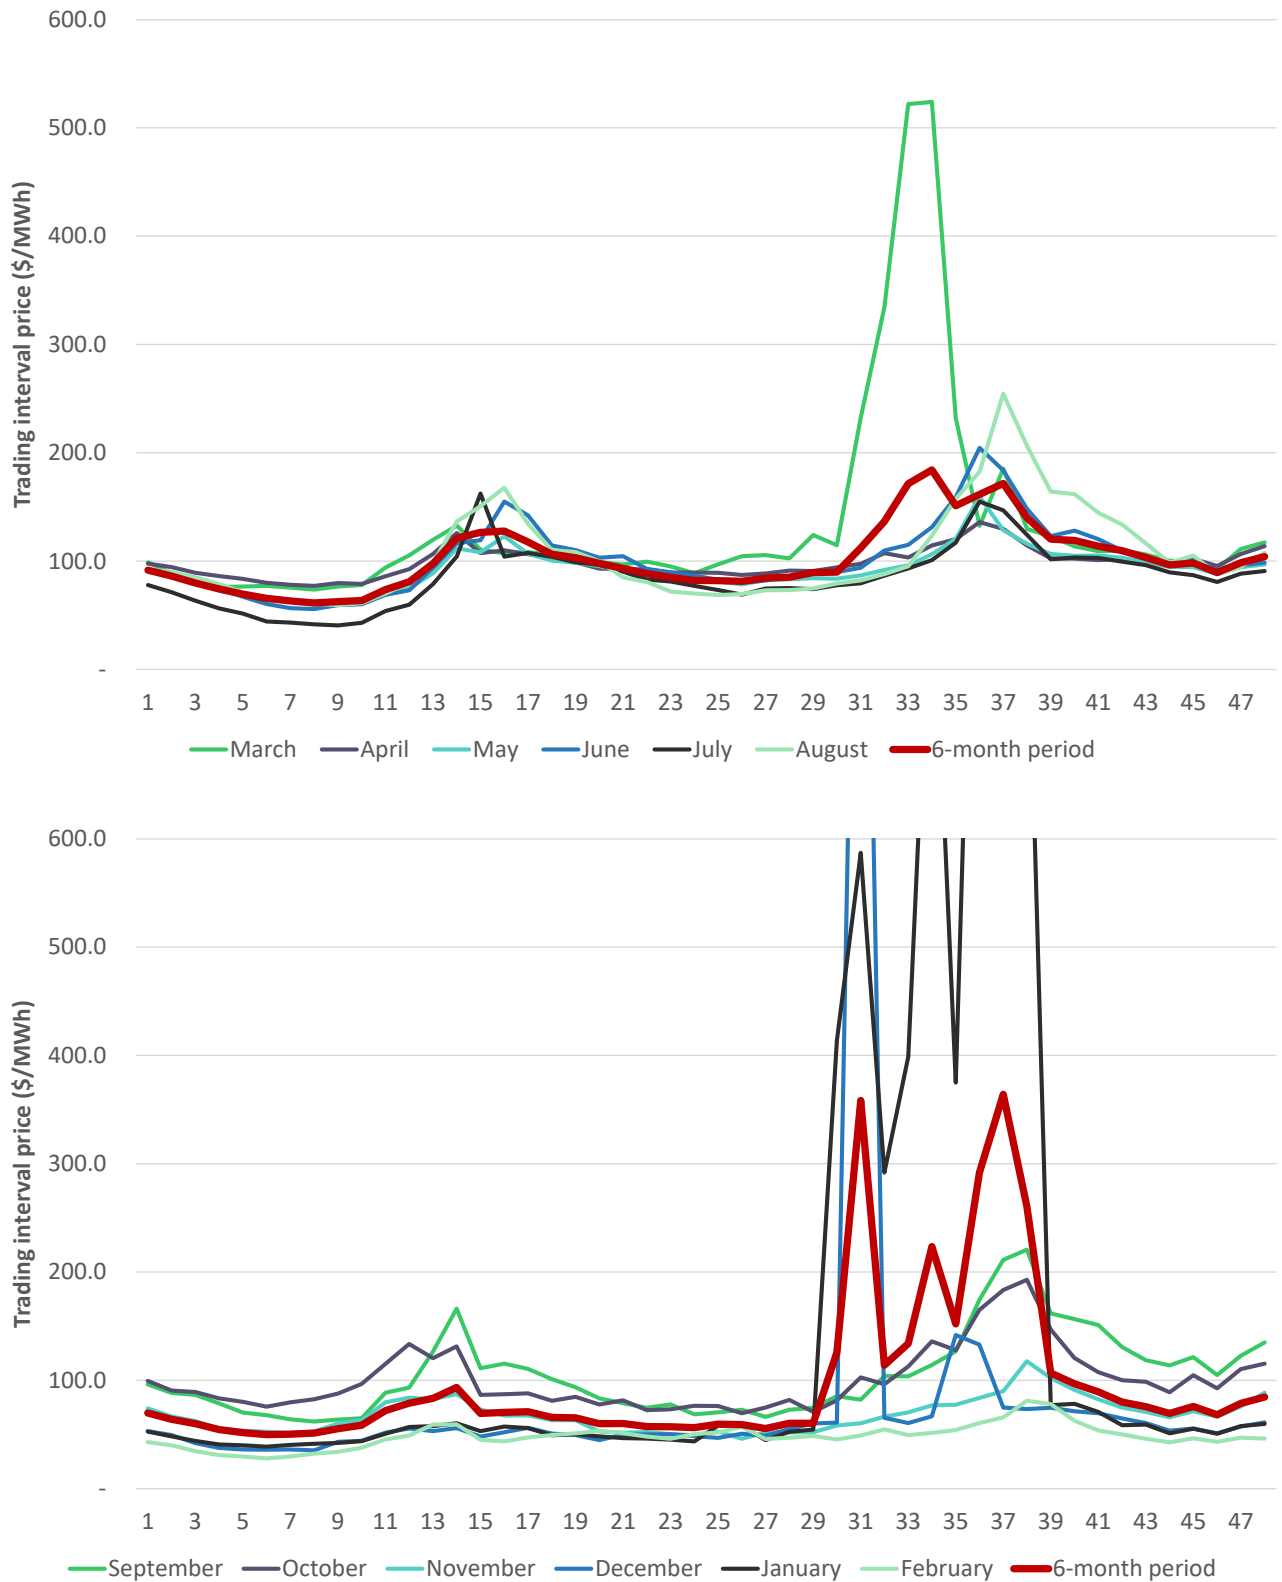 600.0
500.0
400.0
300.0
200.0
100.0
-
Trading interval price ($/MWh)
1 3 5 7 9 11 13 15 17 19 21 23 25 27 29 31 33 35 37 39 41 43 45 47
March April May June July August 6-month period
600.0
500.0
400.0
300.0
200.0
100.0
-
Trading interval price ($/MWh)
1 3 5 7 9 11 13 15 17 19 21 23 25 27 29 31 33 35 37 39 41 43 45 47
September October November December January February 6-month period